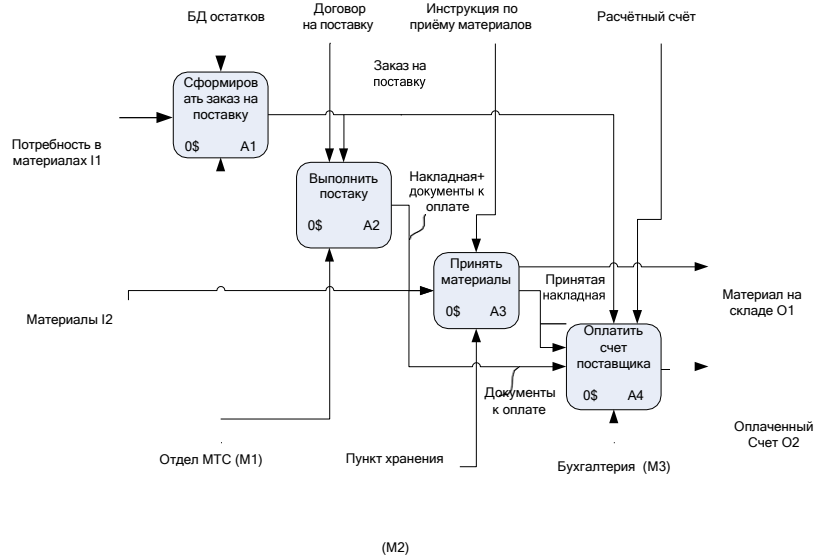 БД остатков
Договор
на поставку
Инструкция по
приёму материалов
Расчётный счёт
Заказ на
поставку
Сформиров
ать заказ на
поставку
0$ A1
Потребность в
материалах I1
Выполнить
постаку
0$ A2
Накладная+
документы к
оплате
Принять
материалы
0$ A3
Принятая
накладная
Материал на
складе O1
Материалы I2
Оплатить
счет
поставщика
0$ A4
Документы
к оплате
Оплаченный
Счет O2
Отдел МТС (M1)
Пункт хранения
Бухгалтерия (M3)
(M2)